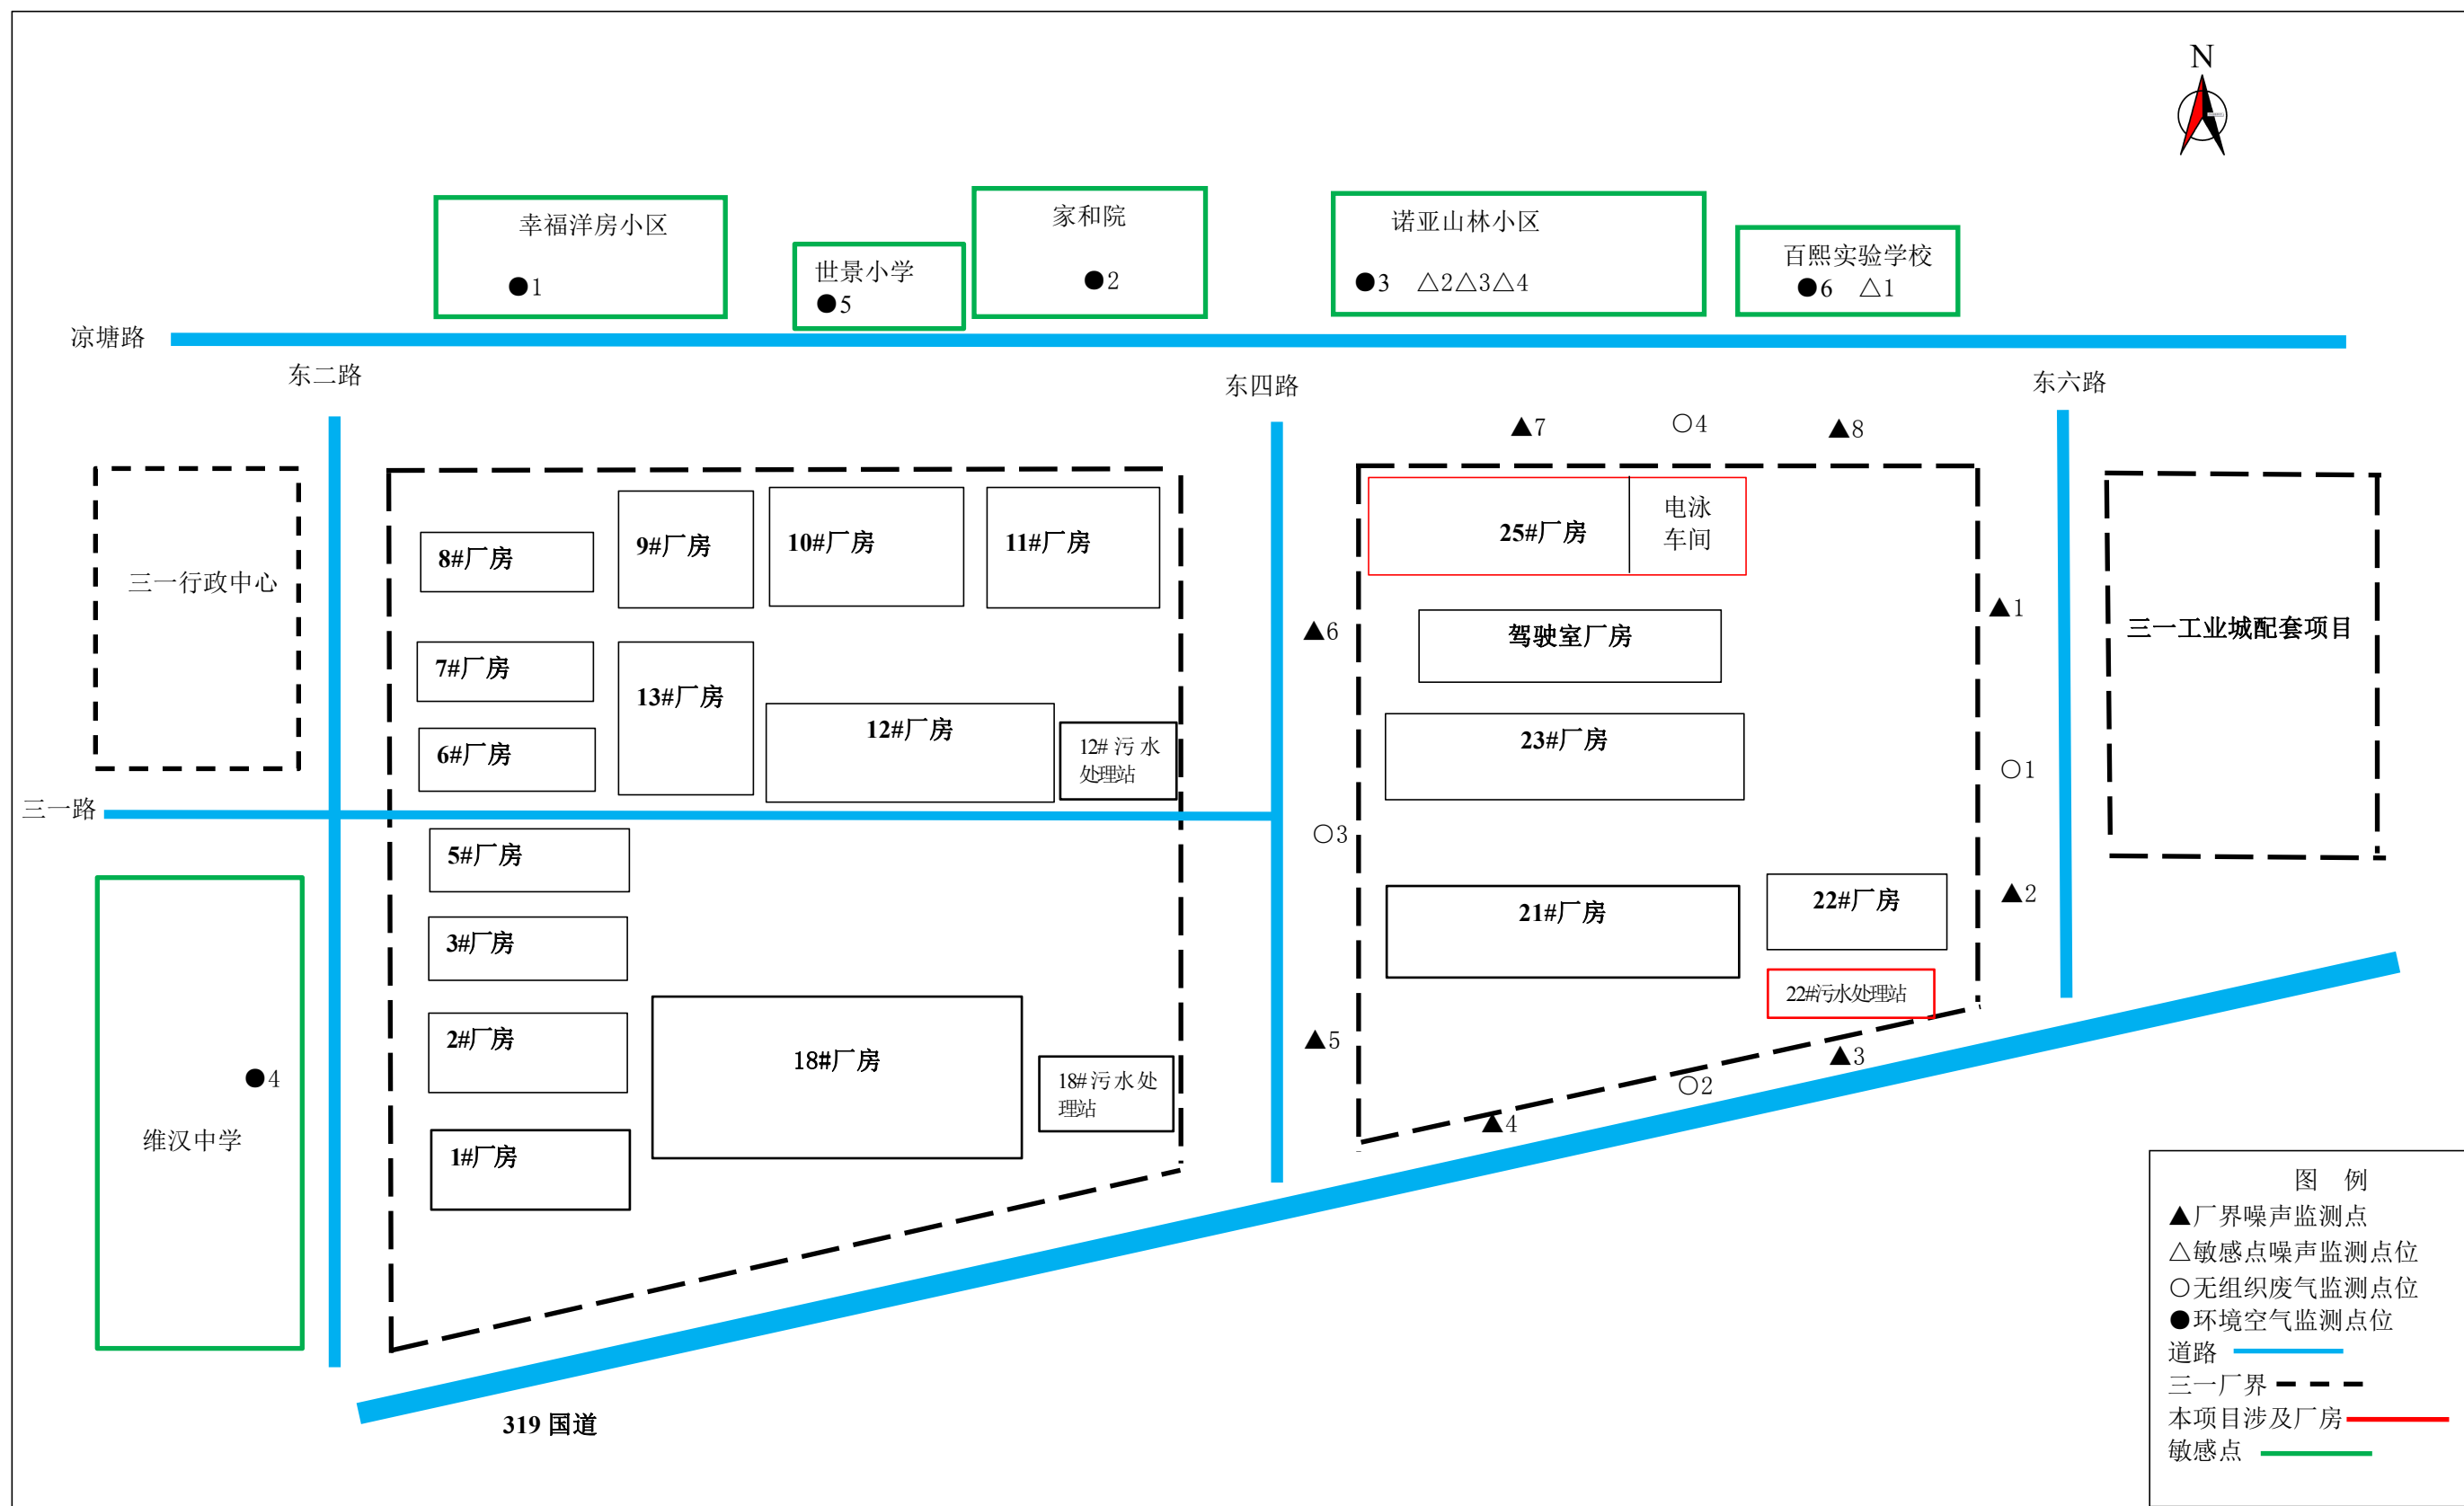 N
幸福洋房小区
●1
世景小学
●5
家和院
●2
诺亚山林小区
●3 △2△3△4
百熙实验学校
●6 △1
凉塘路
东二路
东四路
东六路
▲7
○4
▲8
三一行政中心
8#厂房
9#厂房
10#厂房
11#厂房
25#厂房
电泳
车间
▲6
驾驶室厂房
▲1
三一工业城配套项目
7#厂房
13#厂房
6#厂房
12#厂房
12#污水
处理站
23#厂房
○1
三一路
○3
5#厂房
3#厂房
21#厂房
22#厂房
▲2
22#污水处理站
2#厂房
18#厂房
18#污水处
理站
▲5
▲3
○2
▲4
●4
维汉中学
1#厂房
319 国道
图 例
▲厂界噪声监测点
△敏感点噪声监测点位
○无组织废气监测点位
●环境空气监测点位
道路
三一厂界
本项目涉及厂房
敏感点